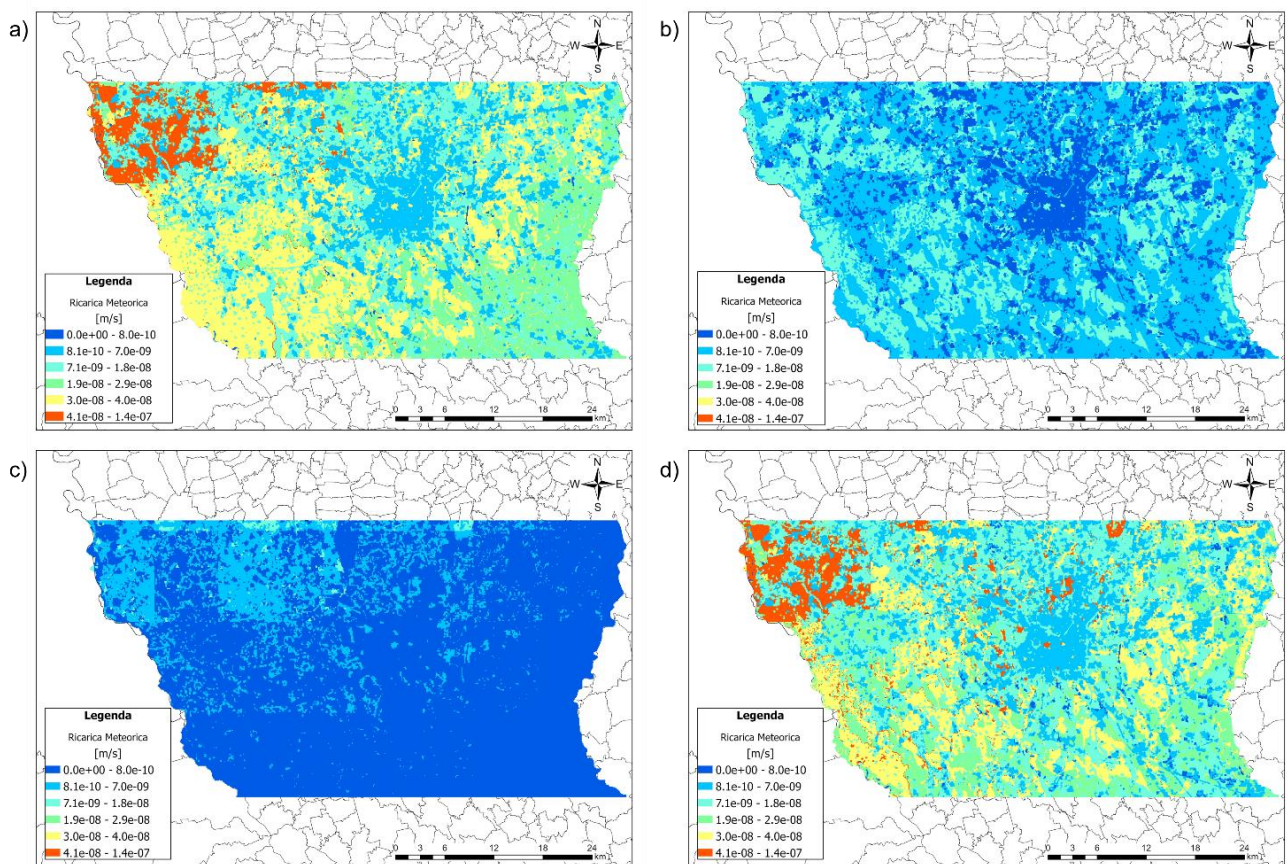 a)
N
W E
S
Legenda
Ricarica Meteorica
[m/s]
0.0e+00 - 8.0e-10
8.1e-10 - 7.0e-09
7.1e-09 - 1.8e-08
1.9e-08 - 2.9e-08
3.0e-08 - 4.0e-08
4.1e-08 - 1.4e-07
0 3 6 12 18 24
km
b)
N
W E
S
Legenda
Ricarica Meteorica
[m/s]
0.0e+00 - 8.0e-10
8.1e-10 - 7.0e-09
7.1e-09 - 1.8e-08
1.9e-08 - 2.9e-08
3.0e-08 - 4.0e-08
4.1e-08 - 1.4e-07
0 3 6 12 18 24
km
c)
N
W E
S
Legenda
Ricarica Meteorica
[m/s]
0.0e+00 - 8.0e-10
8.1e-10 - 7.0e-09
7.1e-09 - 1.8e-08
1.9e-08 - 2.9e-08
3.0e-08 - 4.0e-08
4.1e-08 - 1.4e-07
0 3 6 12 18 24
km
d)
N
W E
S
Legenda
Ricarica Meteorica
[m/s]
0.0e+00 - 8.0e-10
8.1e-10 - 7.0e-09
7.1e-09 - 1.8e-08
1.9e-08 - 2.9e-08
3.0e-08 - 4.0e-08
4.1e-08 - 1.4e-07
0 3 6 12 18 24
km